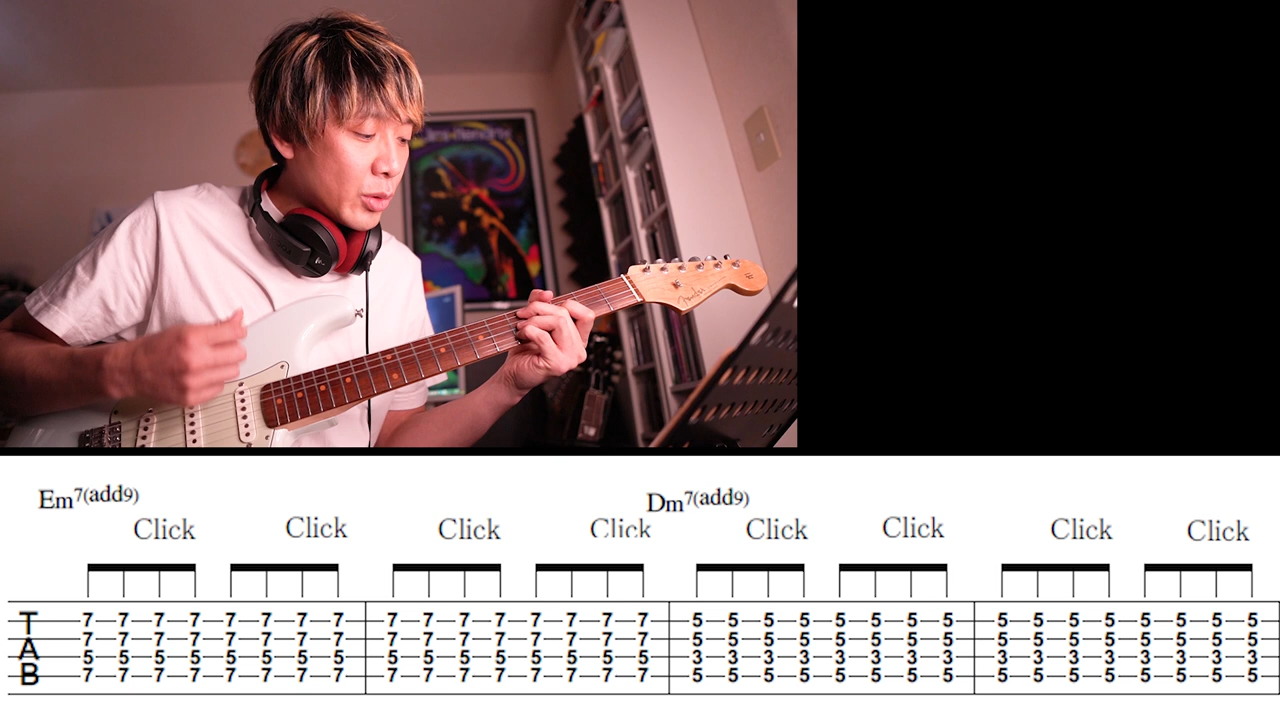 Jimi Hendrix
Fender
Em7(add9) Dm7(add9)
Click Click Click Click Click Click Click Click
T 7 7 7 7 7 7 7 7 7 7 7 7 7 7 7 7 5 5 5 5 5 5 5 5 5 5 5 5 5 5 5 5
A 7 7 7 7 7 7 7 7 7 7 7 7 7 7 7 7 5 5 5 5 5 5 5 5 5 5 5 5 5 5 5 5
5 5 5 5 5 5 5 5 5 5 5 5 5 5 5 5 3 3 3 3 3 3 3 3 3 3 3 3 3 3 3 3
B 7 7 7 7 7 7 7 7 7 7 7 7 7 7 7 7 5 5 5 5 5 5 5 5 5 5 5 5 5 5 5 5